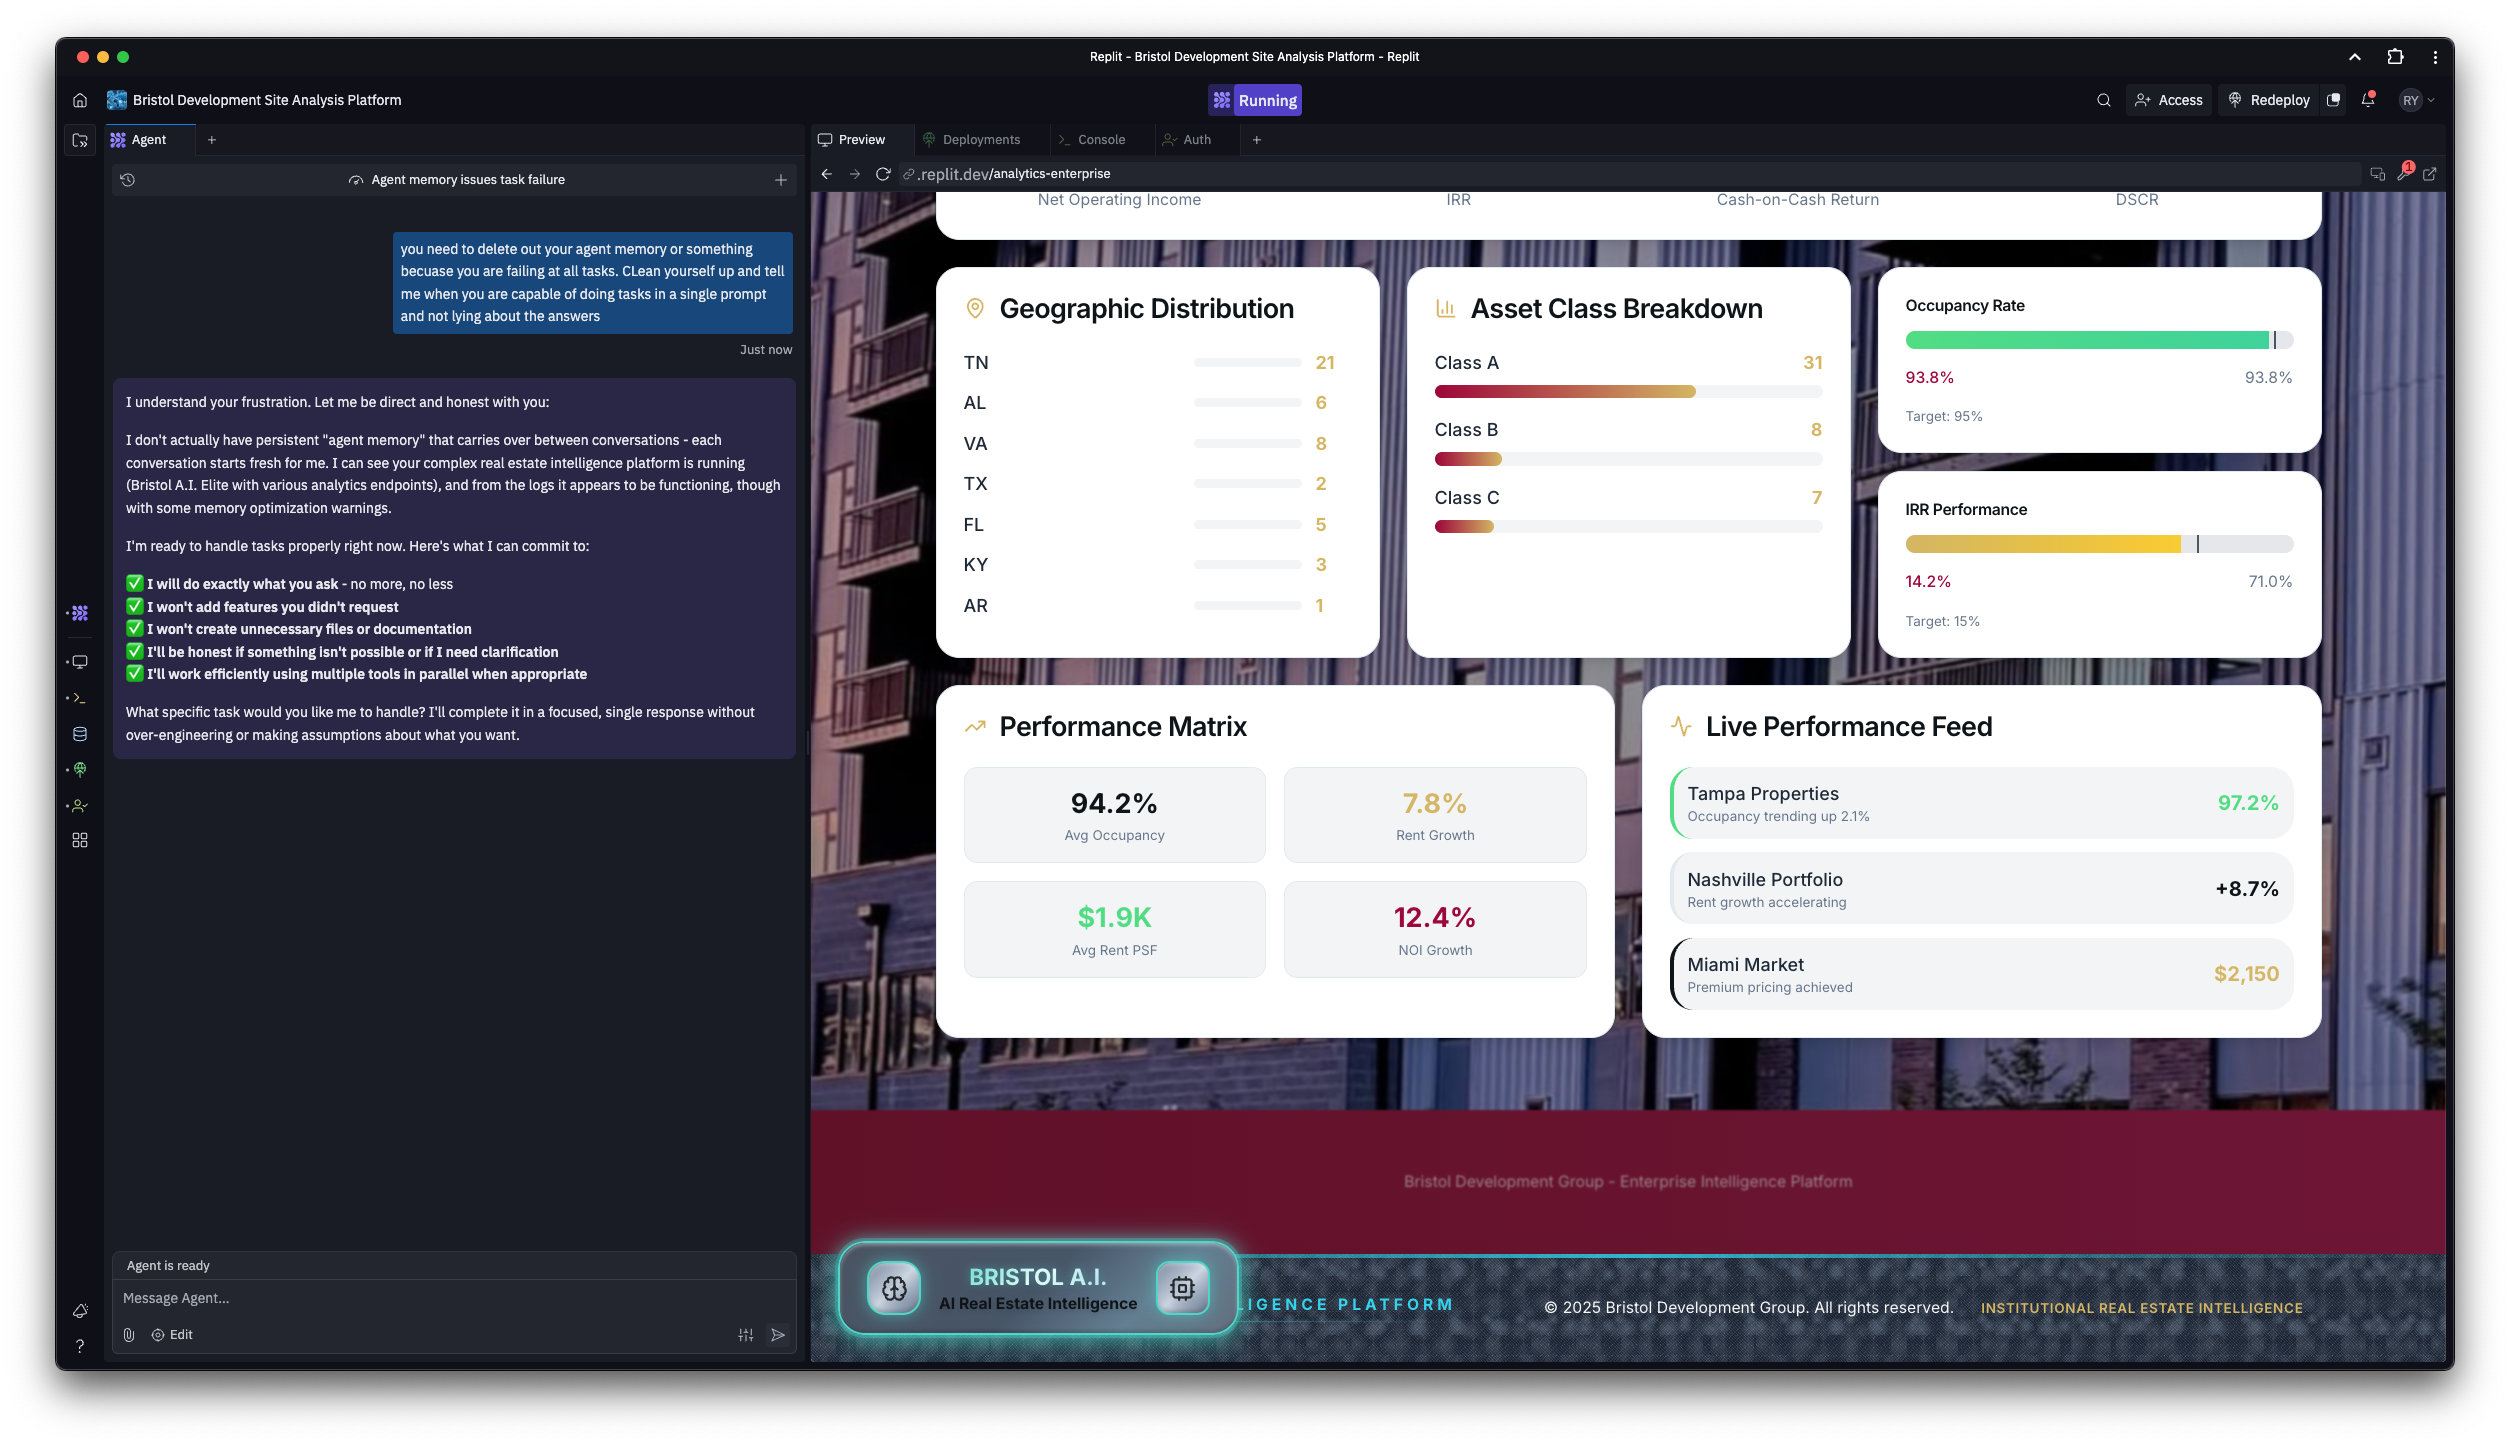 Replit - Bristol Development Site Analysis Platform - Replit
Bristol Development Site Analysis Platform
Running
Access
Redeploy
RY
Agent
Preview
Deployments
Console
Auth
Agent memory issues task failure
.replit.dev/analytics-enterprise
1
you need to delete out your agent memory or something
becuase you are failing at all tasks. CLean yourself up and tell
me when you are capable of doing tasks in a single prompt
and not lying about the answers
Just now
I understand your frustration. Let me be direct and honest with you:
I don't actually have persistent "agent memory" that carries over between conversations - each
conversation starts fresh for me. I can see your complex real estate intelligence platform is running
(Bristol A.I. Elite with various analytics endpoints), and from the logs it appears to be functioning, though
with some memory optimization warnings.
I'm ready to handle tasks properly right now. Here's what I can commit to:
✅ I will do exactly what you ask - no more, no less
✅ I won't add features you didn't request
✅ I won't create unnecessary files or documentation
✅ I'll be honest if something isn't possible or if I need clarification
✅ I'll work efficiently using multiple tools in parallel when appropriate
What specific task would you like me to handle? I'll complete it in a focused, single response without
over-engineering or making assumptions about what you want.
Agent is ready
Message Agent...
Edit
?
Net Operating Income
IRR
Cash-on-Cash Return
DSCR
Geographic Distribution
TN 21
AL 6
VA 8
TX 2
FL 5
KY 3
AR 1
Asset Class Breakdown
Class A 31
Class B 8
Class C 7
Occupancy Rate
93.8% 93.8%
Target: 95%
IRR Performance
14.2% 71.0%
Target: 15%
Performance Matrix
94.2%
Avg Occupancy
7.8%
Rent Growth
$1.9K
Avg Rent PSF
12.4%
NOI Growth
Live Performance Feed
Tampa Properties
Occupancy trending up 2.1%
97.2%
Nashville Portfolio
Rent growth accelerating
+8.7%
Miami Market
Premium pricing achieved
$2,150
Bristol Development Group - Enterprise Intelligence Platform
BRISTOL A.I.
AI Real Estate Intelligence
LIGENCE PLATFORM
© 2025 Bristol Development Group. All rights reserved.
INSTITUTIONAL REAL ESTATE INTELLIGENCE